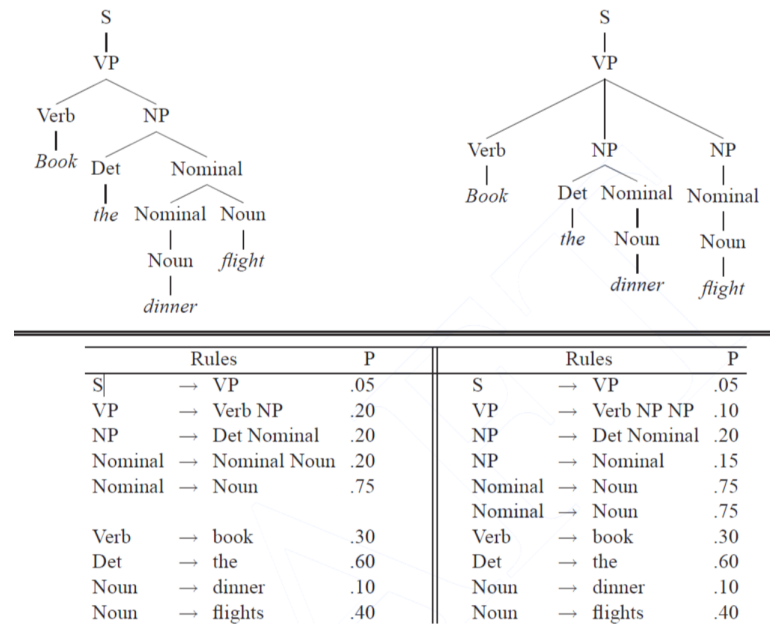 S
VP
Verb NP
Book Det Nominal
the Nominal Noun
Noun flight
dinner
S
VP
Verb NP NP
Book Det Nominal Nominal
the Noun Noun
dinner flight
Rules P
S → VP .05
VP → Verb NP .20
NP → Det Nominal .20
Nominal → Nominal Noun .20
Nominal → Noun .75
Verb → book .30
Det → the .60
Noun → dinner .10
Noun → flights .40
Rules P
S → VP .05
VP → Verb NP NP .10
NP → Det Nominal .20
NP → Nominal .15
Nominal → Noun .75
Nominal → Noun .75
Verb → book .30
Det → the .60
Noun → dinner .10
Noun → flights .40